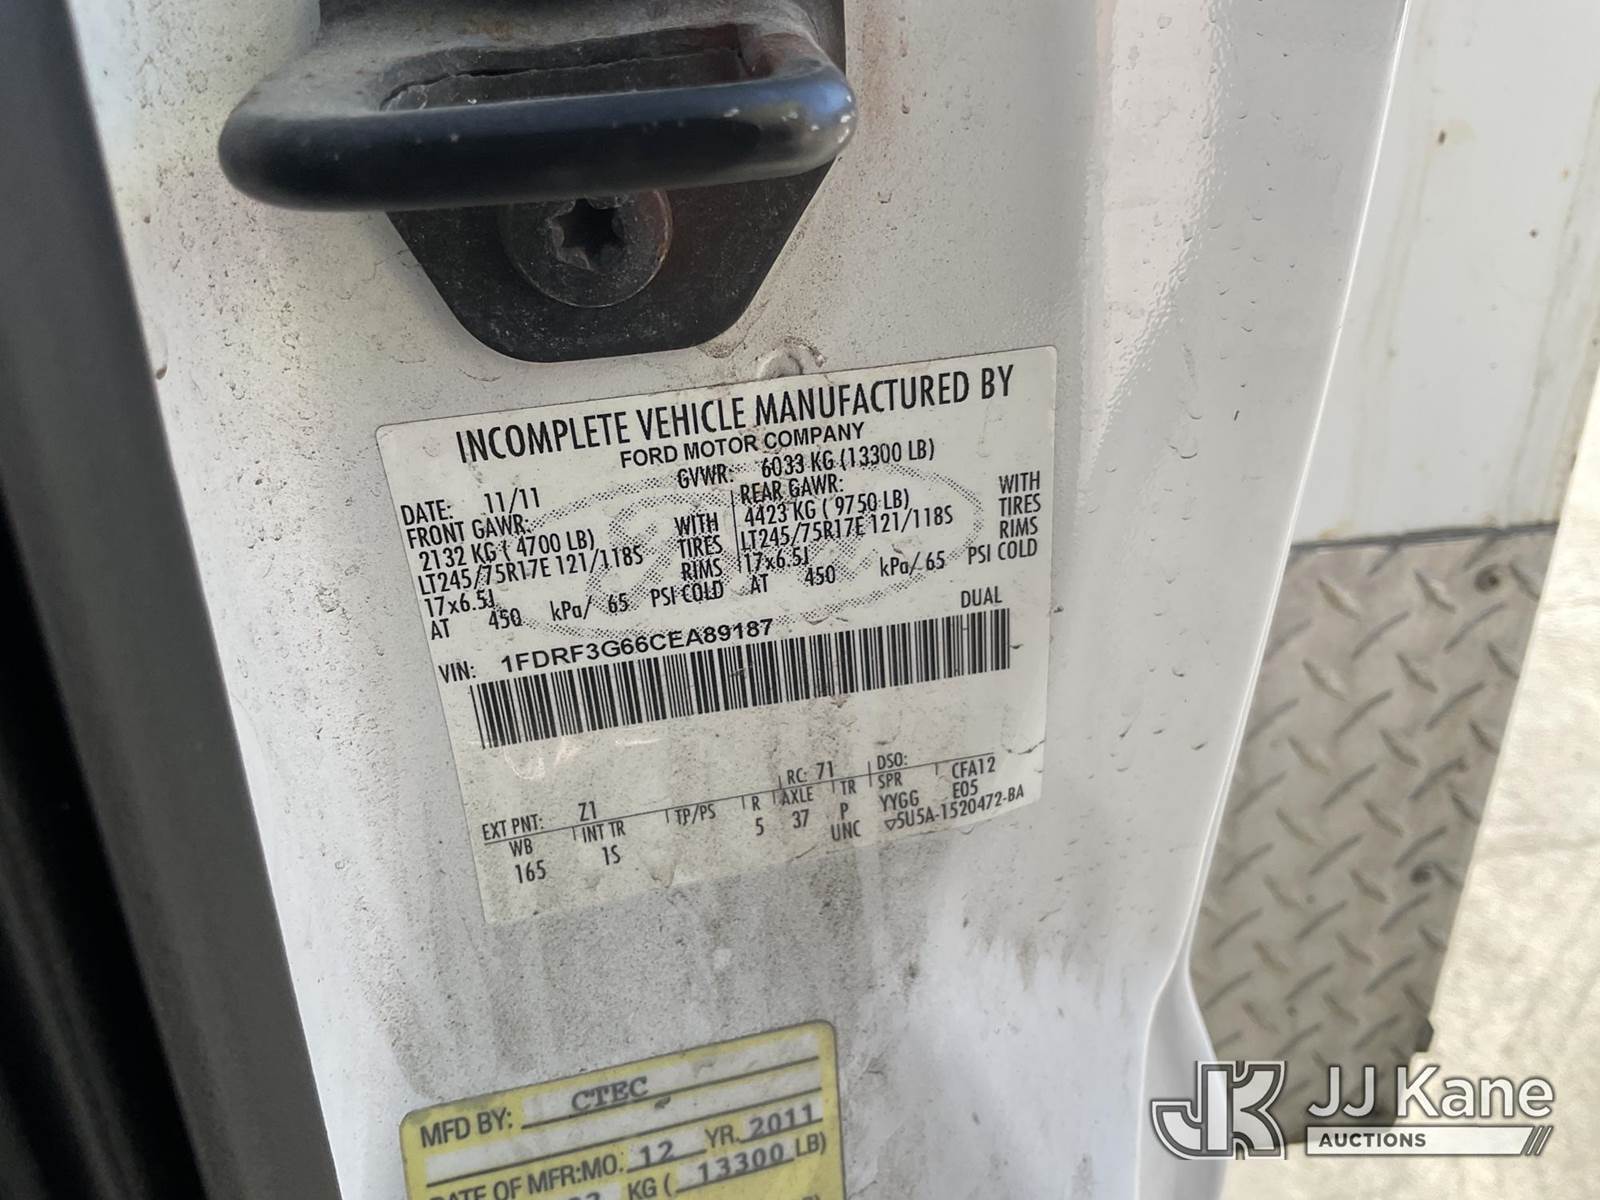 INCOMPLETE VEHICLE MANUFACTURED BY
FORD MOTOR COMPANY
DATE: 11/11 GVWR: 6033 KG (13300 LB)
FRONT GAWR: REAR GAWR:
2132 KG ( 4700 LB) WITH 4423 KG ( 9750 LB) WITH
LT245/75R17E 121/118S TIRES LT245/75R17E 121/118S TIRES
17x6.5J RIMS 17x6.5J RIMS
AT 450 kPa/ 65 PSI COLD AT 450 kPa/ 65 PSI COLD
VIN: 1FDRF3G66CEA89187 DUAL
EXT PNT: Z1 RC: 71 DSO:
WB INT TR TP/PS R AXLE TR SPR CFA12
165 1S 5 37 P YYGG E05
UNC ▽5U5A-1520472-BA
MFD BY: CTEC
DATE OF MFR:MO. 12 YR. 2011
KG ( 13300 LB)
JK JJ Kane
AUCTIONS